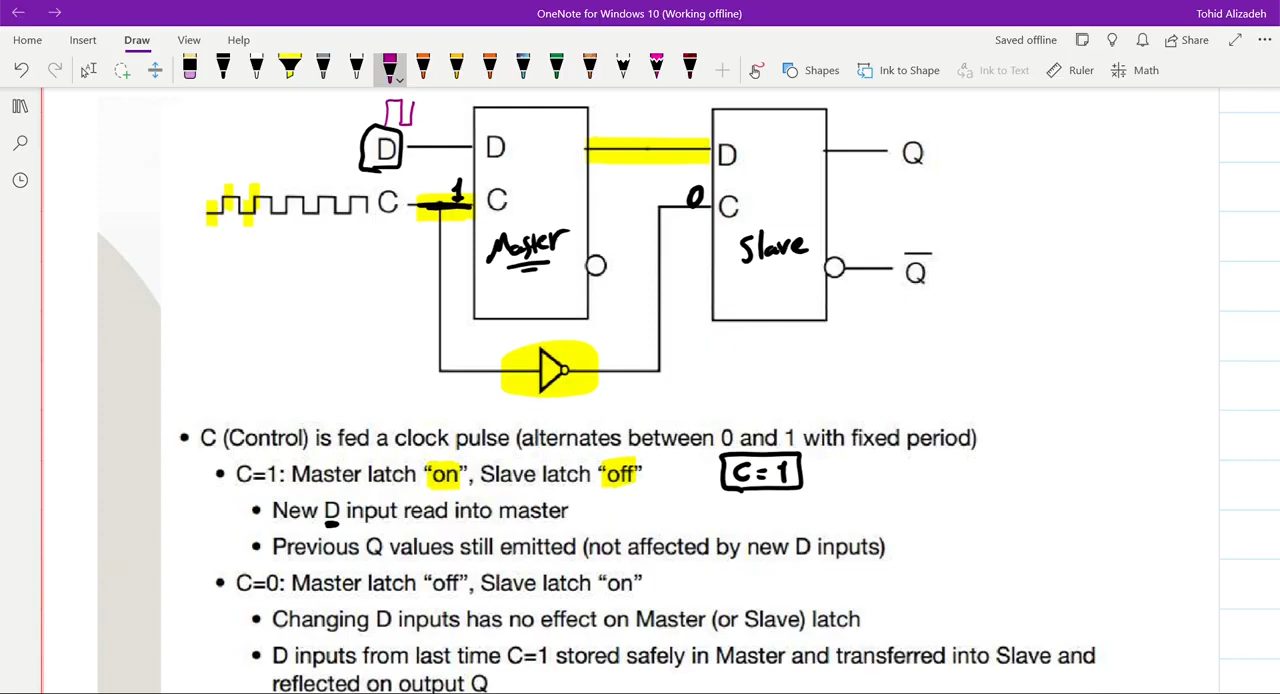 OneNote for Windows 10 (Working offline)
Tohid Alizadeh
Home Insert Draw View Help
Saved offline
Share
Shapes
Ink to Shape
Ink to Text
Ruler
Math
D D D Q
1 0
C C C
Master
Slave
Q
• C (Control) is fed a clock pulse (alternates between 0 and 1 with fixed period)
• C=1: Master latch “on”, Slave latch “off”
C=1
• New D input read into master
• Previous Q values still emitted (not affected by new D inputs)
• C=0: Master latch “off”, Slave latch “on”
• Changing D inputs has no effect on Master (or Slave) latch
• D inputs from last time C=1 stored safely in Master and transferred into Slave and
reflected on output Q